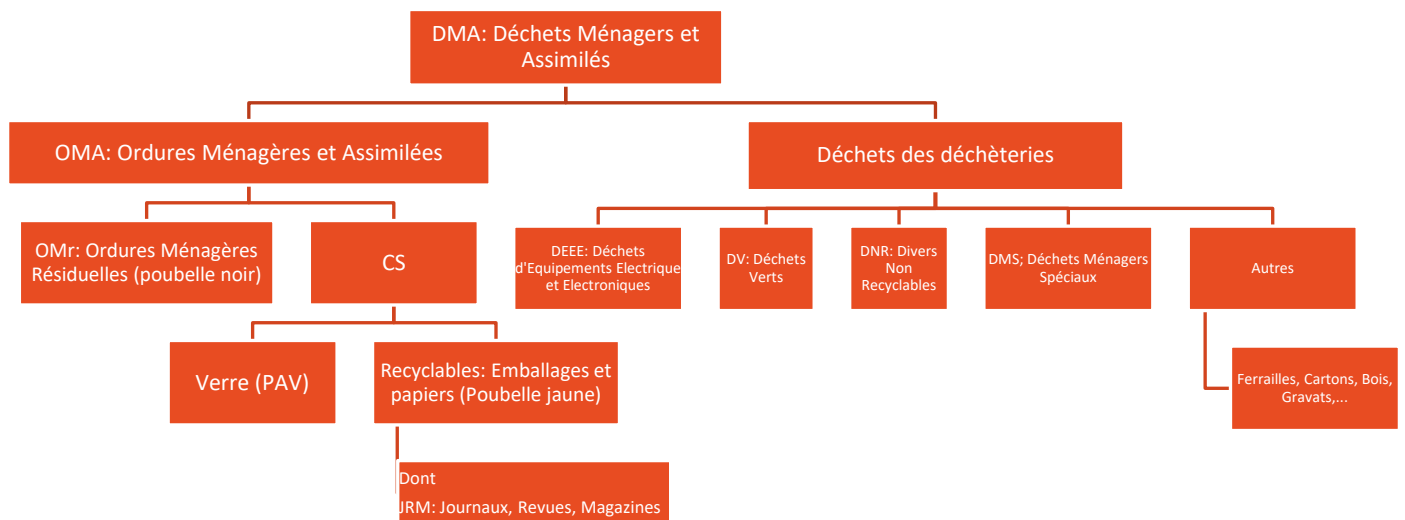 DMA: Déchets Ménagers et
Assimilés
OMA: Ordures Ménagères et Assimilées
Déchets des déchèteries
OMr: Ordures Ménagères
Résiduelles (poubelle noir)
CS
DEEE: Déchets
d'Equipements Electrique
et Electroniques
DV: Déchets
Verts
DNR: Divers
Non
Recyclables
DMS; Déchets Ménagers
Spéciaux
Autres
Verre (PAV)
Recyclables: Emballages et
papiers (Poubelle jaune)
Ferrailles, Cartons, Bois,
Gravats,...
Dont
JRM: Journaux, Revues, Magazines